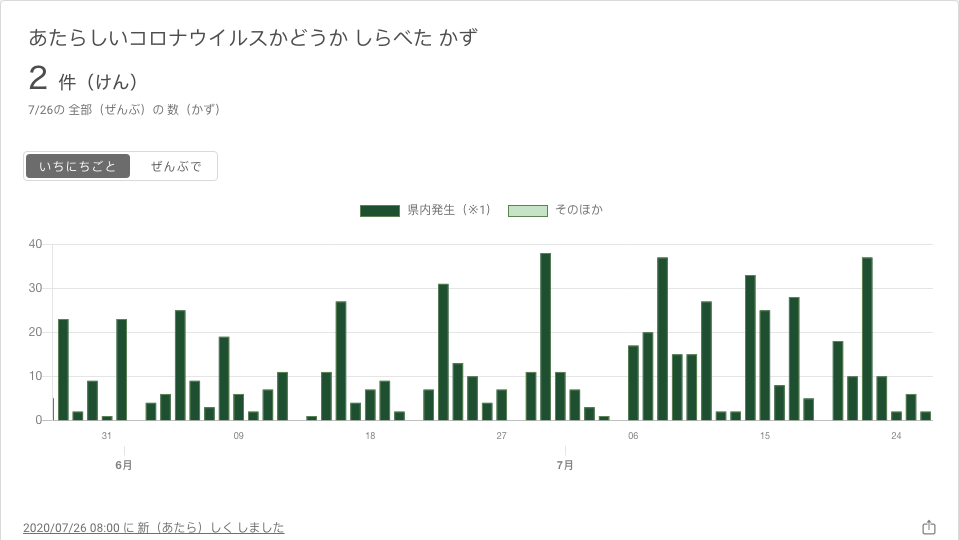 あたらしいコロナウイルスかどうか しらべた かず
2 件（けん）
7/26の 全部（ぜんぶ）の 数（かず）
いちにちごと ぜんぶで
県内発生（※1） そのほか
40
30
20
10
0
31 09 18 27 06 15 24
6月 7月
2020/07/26 08:00 に 新（あたら）しく しました